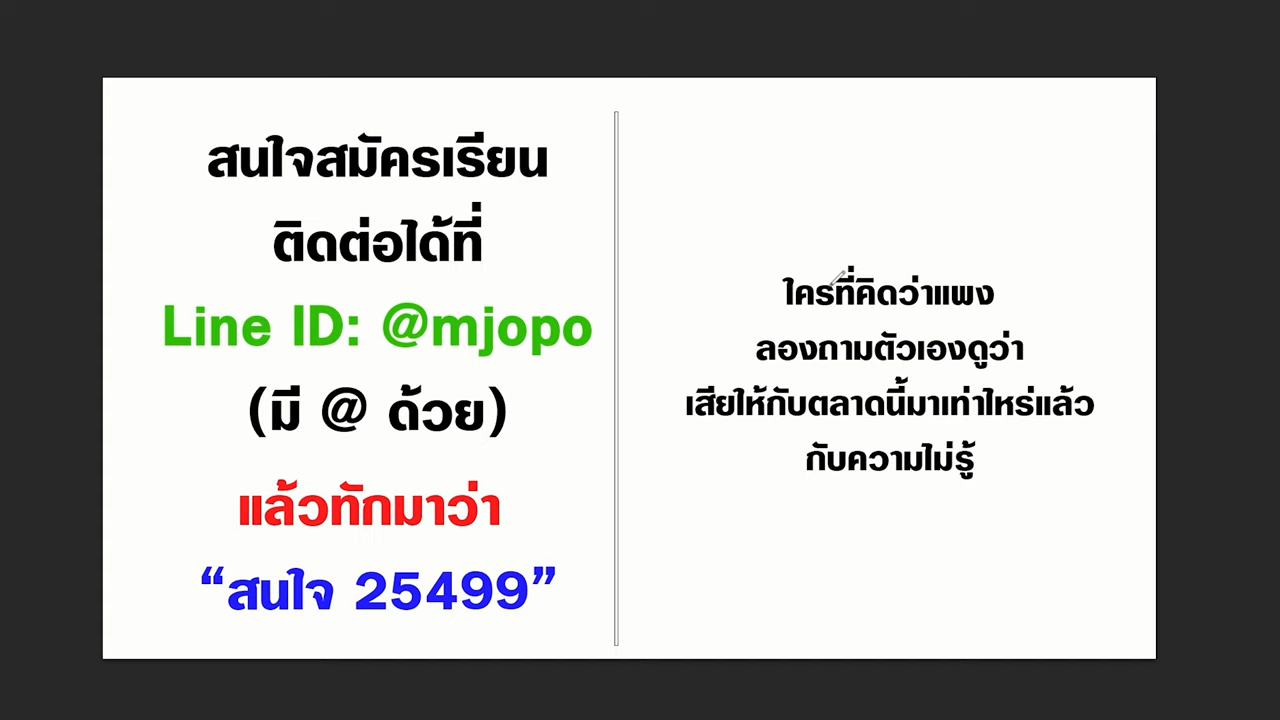 สนใจสมัครเรียน
ติดต่อได้ที่
Line ID: @mjopo
(มี @ ด้วย)
แล้วทักมาว่า
“สนใจ 25499”
ใครที่คิดว่าแพง
ลองถามตัวเองดูว่า
เสียให้กับตลาดนี้มาเท่าไหร่แล้ว
กับความไม่รู้